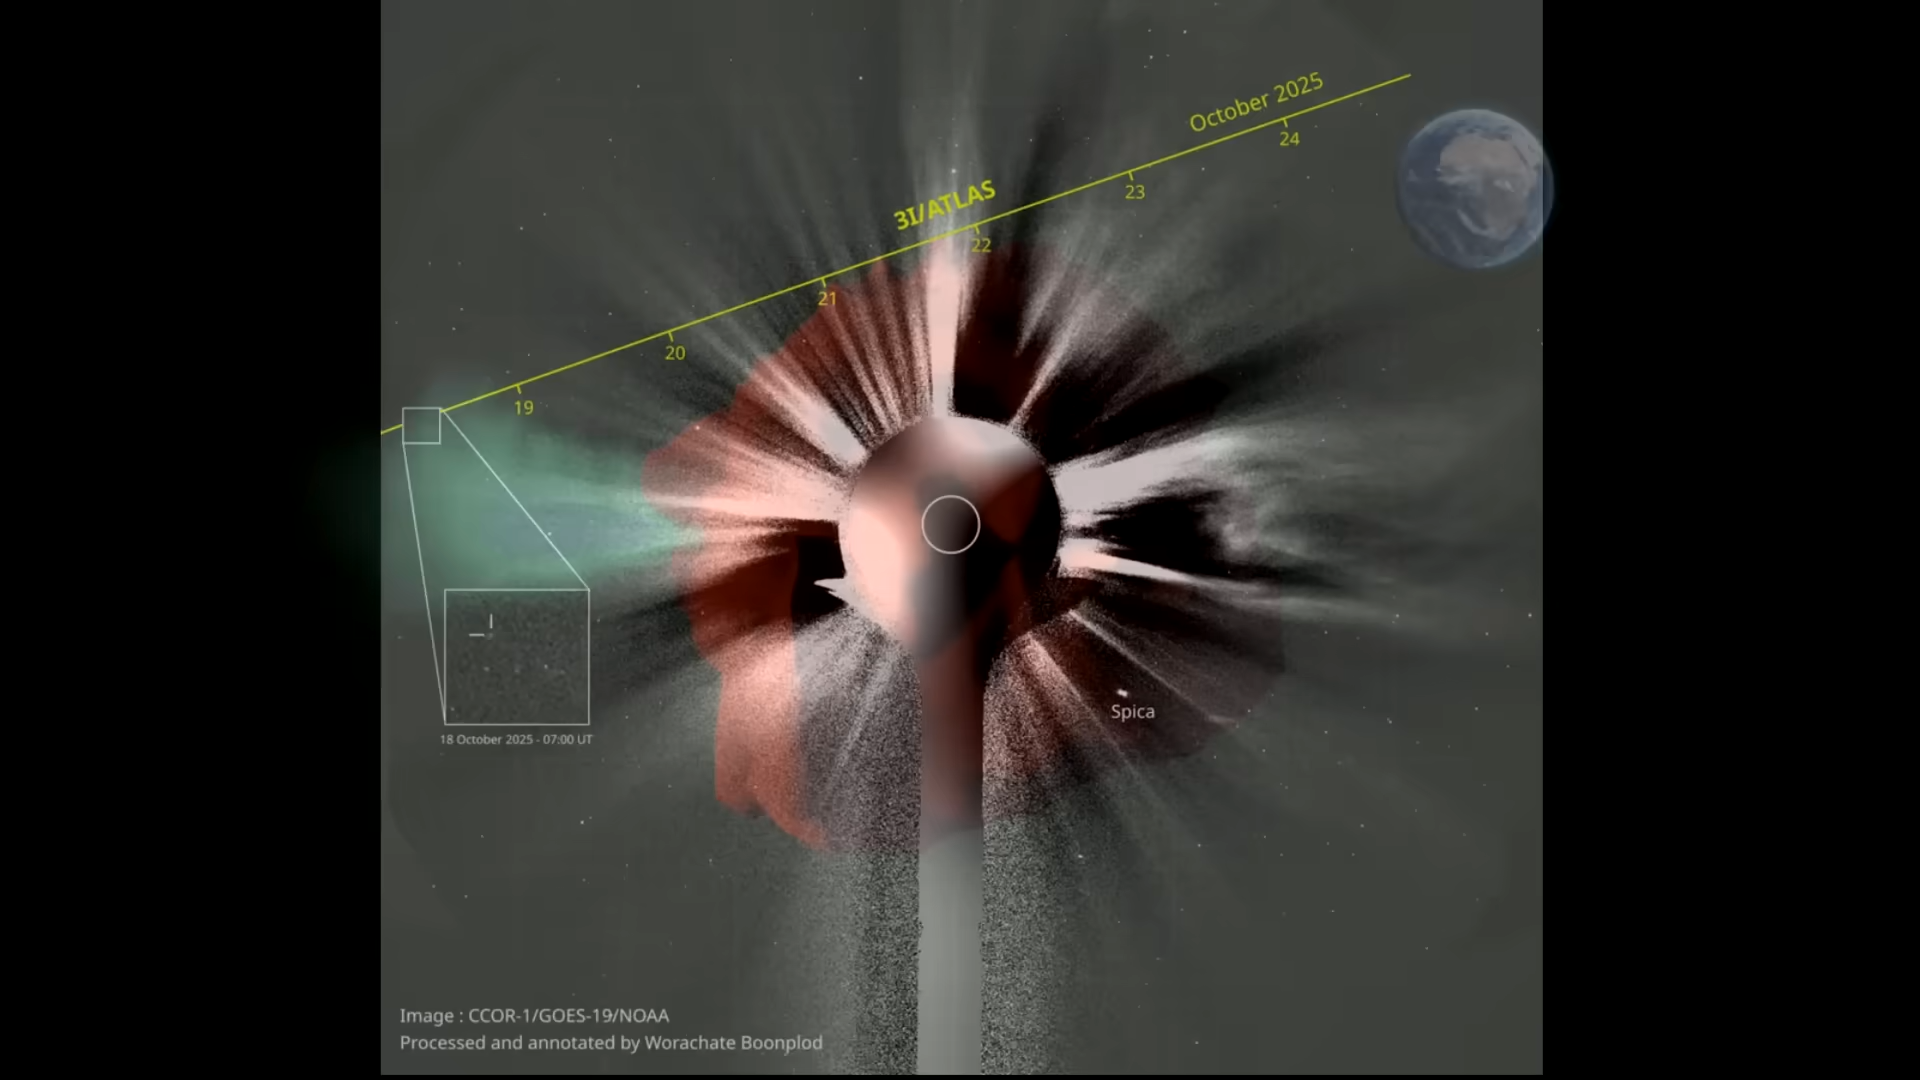 October 2025
24
23
3I/ATLAS
22
21
20
19
Spica
18 October 2025 - 07:00 UT
Image : CCOR-1/GOES-19/NOAA
Processed and annotated by Worachate Boonplod